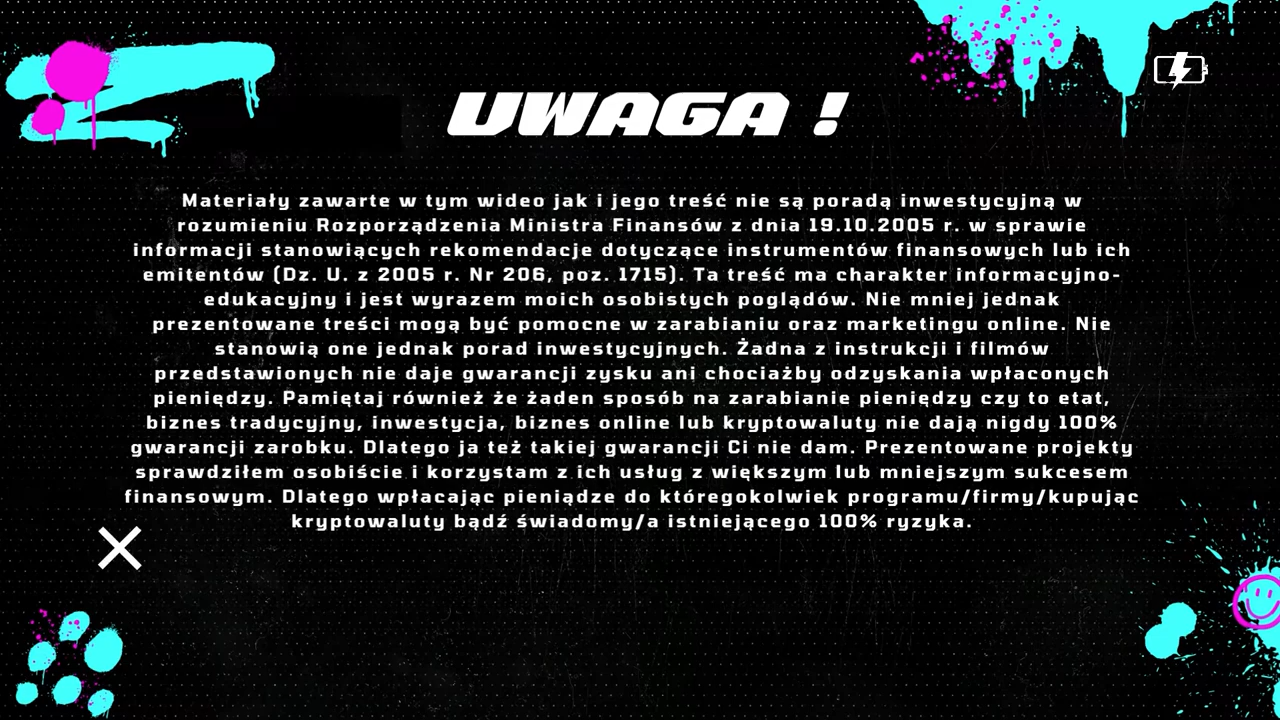 UWAGA !
Materiały zawarte w tym wideo jak i jego treść nie są poradą inwestycyjną w
rozumieniu Rozporządzenia Ministra Finansów z dnia 19.10.2005 r. w sprawie
informacji stanowiących rekomendacje dotyczące instrumentów finansowych lub ich
emitentów (Dz. U. z 2005 r. Nr 206, poz. 1715). Ta treść ma charakter informacyjno-
edukacyjny i jest wyrazem moich osobistych poglądów. Nie mniej jednak
prezentowane treści mogą być pomocne w zarabianiu oraz marketingu online. Nie
stanowią one jednak porad inwestycyjnych. Żadna z instrukcji i filmów
przedstawionych nie daje gwarancji zysku ani chociażby odzyskania wpłaconych
pieniędzy. Pamiętaj również że żaden sposób na zarabianie pieniędzy czy to etat,
biznes tradycyjny, inwestycja, biznes online lub kryptowaluty nie dają nigdy 100%
gwarancji zarobku. Dlatego ja też takiej gwarancji Ci nie dam. Prezentowane projekty
sprawdziłem osobiście i korzystam z ich usług z większym lub mniejszym sukcesem
finansowym. Dlatego wpłacając pieniądze do któregokolwiek programu/firmy/kupując
kryptowaluty bądź świadomy/a istniejącego 100% ryzyka.